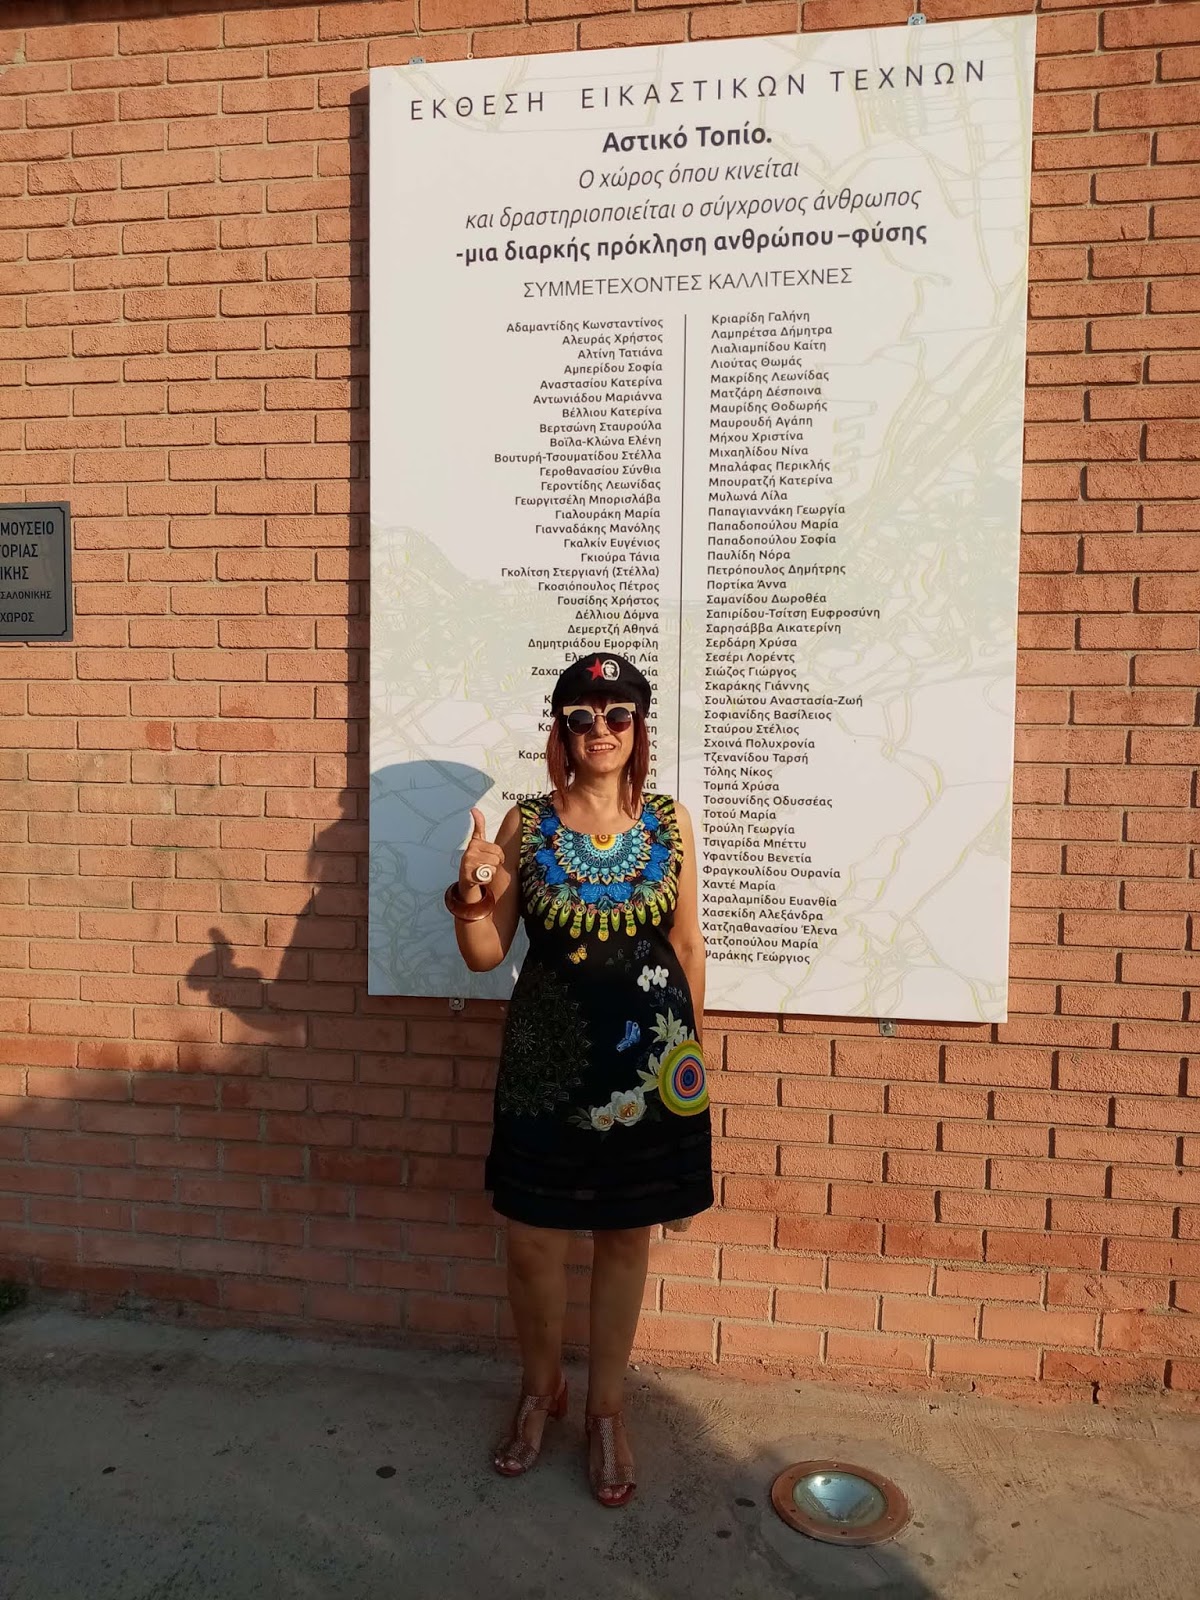 ΕΚΘΕΣΗ ΕΙΚΑΣΤΙΚΩΝ ΤΕΧΝΩΝ
Αστικό Τοπίο.
Ο χώρος όπου κινείται
και δραστηριοποιείται ο σύγχρονος άνθρωπος
-μια διαρκής πρόκληση ανθρώπου–φύσης
ΣΥΜΜΕΤΕΧΟΝΤΕΣ ΚΑΛΛΙΤΕΧΝΕΣ
Αδαμαντίδης Κωνσταντίνος
Αλευράς Χρήστος
Αλτίνη Τατιάνα
Αμπερίδου Σοφία
Αναστασίου Κατερίνα
Αντωνιάδου Μαριάννα
Βέλλιου Κατερίνα
Βερτσώνη Σταυρούλα
Βοΐλα-Κλώνα Ελένη
Βουτυρή-Τσουματίδου Στέλλα
Γεροθανασίου Σύνθια
Γεροντίδης Λεωνίδας
Γεωργιτσέλη Μπορισλάβα
Γιαλουράκη Μαρία
Γιανναδάκης Μανόλης
Γκαλκίν Ευγένιος
Γκιούρα Τάνια
Γκολίτση Στεργιανή (Στέλλα)
Γκοσιόπουλος Πέτρος
Γουσίδης Χρήστος
Δέλλιου Δόμνα
Δεμερτζή Αθηνά
Δημητριάδου Εμορφίλη
Λία
Κριαρίδη Γαλήνη
Λαμπρέτσα Δήμητρα
Λιαλιαμπίδου Καίτη
Λιούτας Θωμάς
Μακρίδης Λεωνίδας
Ματζάρη Δέσποινα
Μαυρίδης Θοδωρής
Μαυρουδή Αγάπη
Μήχου Χριστίνα
Μιχαηλίδου Νίνα
Μπαλάφας Περικλής
Μπουρατζή Κατερίνα
Μυλωνά Λίλα
Παπαγιαννάκη Γεωργία
Παπαδοπούλου Μαρία
Παπαδοπούλου Σοφία
Παυλίδη Νόρα
Πετρόπουλος Δημήτρης
Πορτίκα Άννα
Σαμανίδου Δωροθέα
Σαπιρίδου-Τσίτση Ευφροσύνη
Σαρησάββα Αικατερίνη
Σερδάρη Χρύσα
Σεσέρι Λορέντς
Σιώζος Γιώργος
Σκαράκης Γιάννης
Σουλιώτου Αναστασία-Ζωή
Σοφιανίδης Βασίλειος
Σταύρου Στέλιος
Σχοινά Πολυχρονία
Τζενανίδου Ταρσή
Τόλης Νίκος
Τομπά Χρύσα
Τοσουνίδης Οδυσσέας
Τοτού Μαρία
Τρούλη Γεωργία
Τσιγαρίδα Μπέττυ
Υφαντίδου Βενετία
Φραγκουλίδου Ουρανία
Χαντέ Μαρία
Χαραλαμπίδου Ευανθία
Χασεκίδη Αλεξάνδρα
Χατζηαθανασίου Έλενα
Χατζοπούλου Μαρία
Ψαράκης Γεώργιος
ΜΟΥΣΕΙΟ
ΧΩΡΟΣ